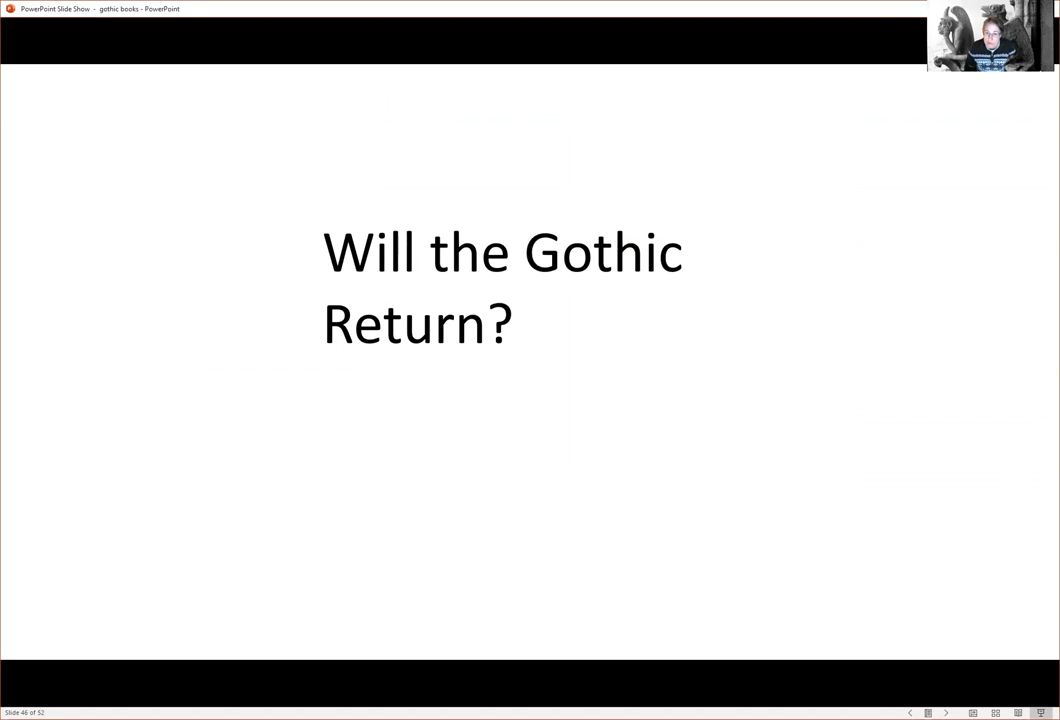 PowerPoint Slide Show - gothic books - PowerPoint
Will the Gothic
Return?
Slide 46 of 52